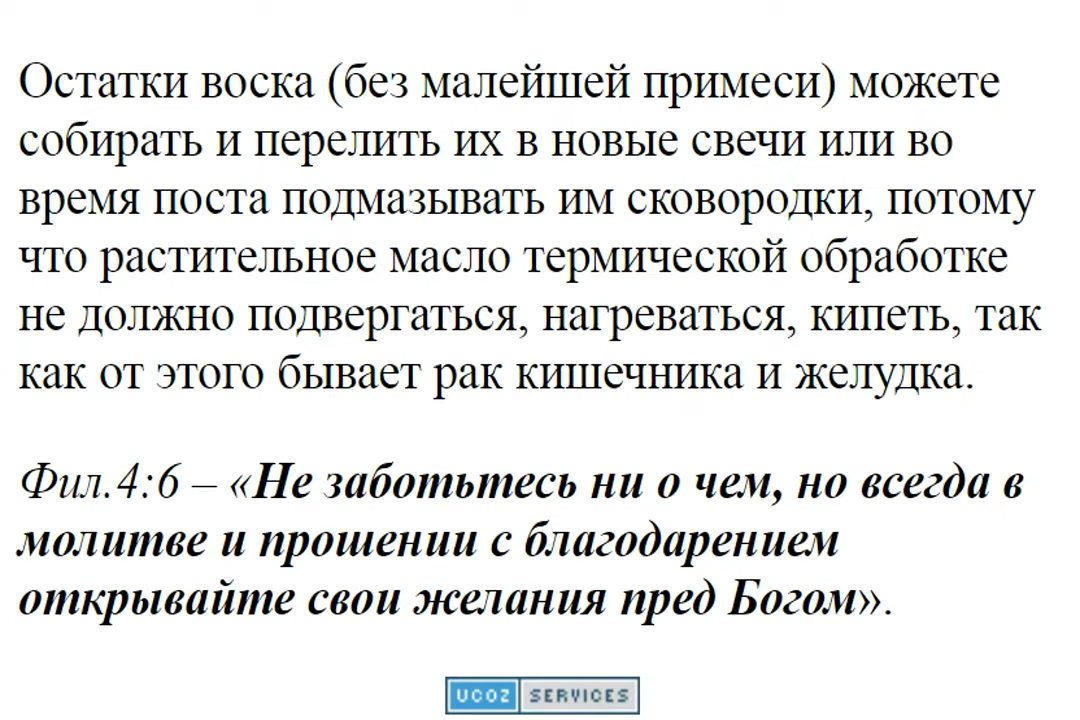 Остатки воска (без малейшей примеси) можете
собирать и перелить их в новые свечи или во
время поста подмазывать им сковородки, потому
что растительное масло термической обработке
не должно подвергаться, нагреваться, кипеть, так
как от этого бывает рак кишечника и желудка.
Фил.4:6 – «Не заботьтесь ни о чем, но всегда в
молитве и прошении с благодарением
открывайте свои желания пред Богом».
UCOZ SERVICES